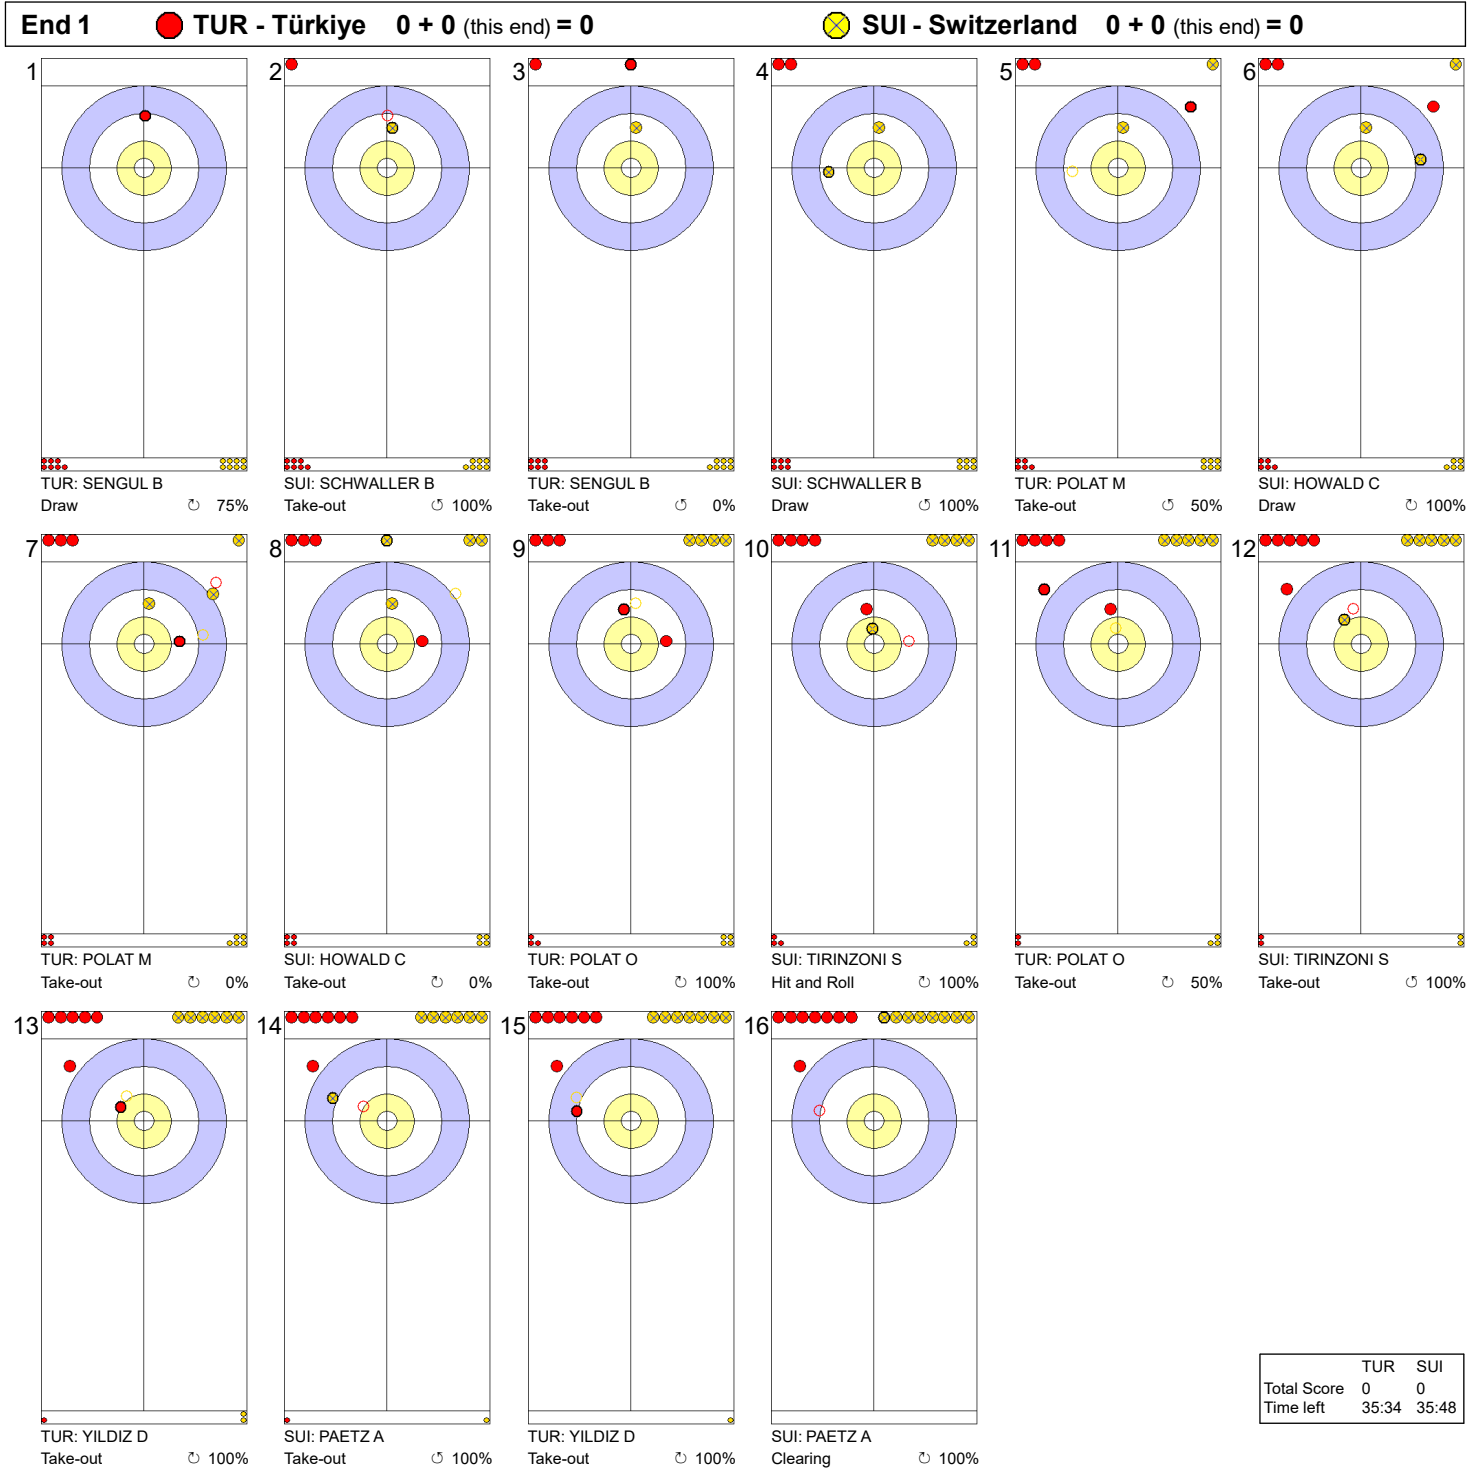 End 1 TUR - Türkiye 0 + 0 (this end) = 0 SUI - Switzerland 0 + 0 (this end) = 0
1 2 3 4 5 6
TUR: SENGUL B SUI: SCHWALLER B TUR: SENGUL B SUI: SCHWALLER B TUR: POLAT M SUI: HOWALD C
Draw ↻ 75% Take-out ↻ 100% Take-out ↺ 0% Draw ↺ 100% Take-out ↺ 50% Draw ↻ 100%
7 8 9 10 11 12
TUR: POLAT M SUI: HOWALD C TUR: POLAT O SUI: TIRINZONI S TUR: POLAT O SUI: TIRINZONI S
Take-out ↻ 0% Take-out ↻ 0% Take-out ↻ 100% Hit and Roll ↻ 100% Take-out ↻ 50% Take-out ↻ 100%
13 14 15 16
TUR: YILDIZ D SUI: PAETZ A TUR: YILDIZ D SUI: PAETZ A
Take-out ↻ 100% Take-out ↻ 100% Take-out ↻ 100% Clearing ↻ 100%
TUR SUI
Total Score 0 0
Time left 35:34 35:48